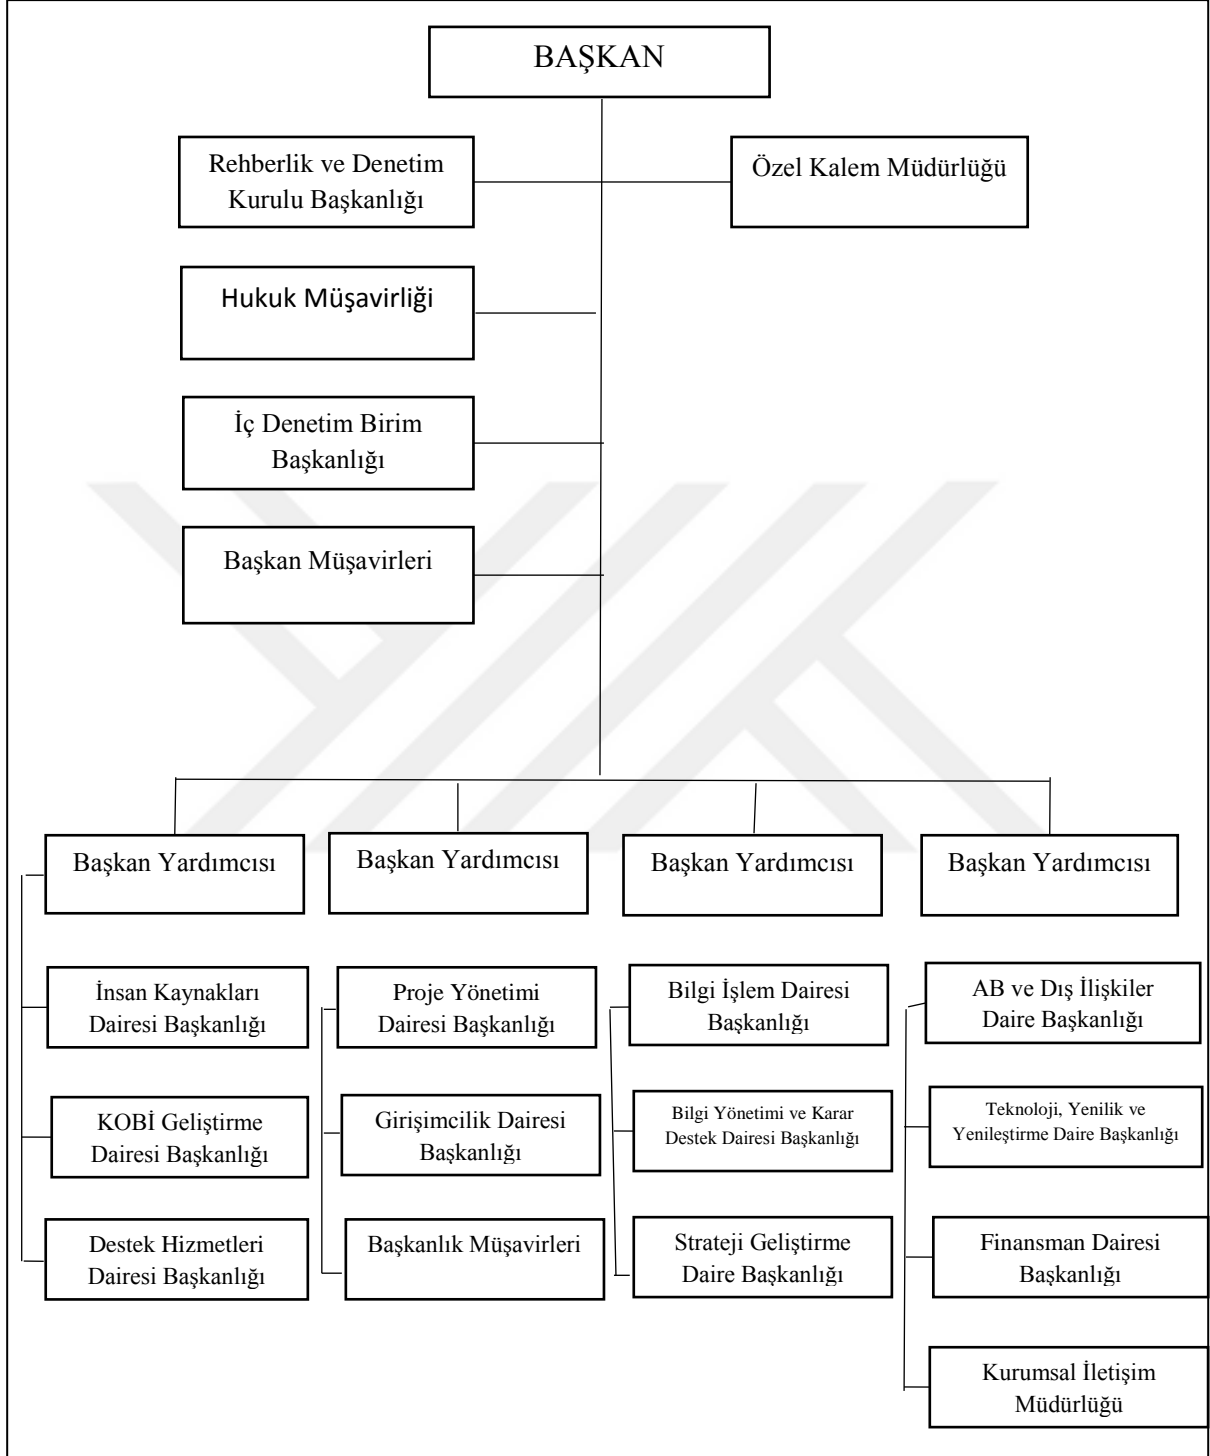 BAŞKAN
Rehberlik ve Denetim
Kurulu Başkanlığı
Özel Kalem Müdürlüğü
Hukuk Müşavirliği
İç Denetim Birim
Başkanlığı
Başkan Müşavirleri
Başkan Yardımcısı
Başkan Yardımcısı
Başkan Yardımcısı
Başkan Yardımcısı
İnsan Kaynakları
Dairesi Başkanlığı
Proje Yönetimi
Dairesi Başkanlığı
Bilgi İşlem Dairesi
Başkanlığı
AB ve Dış İlişkiler
Daire Başkanlığı
KOBİ Geliştirme
Dairesi Başkanlığı
Girişimcilik Dairesi
Başkanlığı
Bilgi Yönetimi ve Karar
Destek Dairesi Başkanlığı
Teknoloji, Yenilik ve
Yenileştirme Daire Başkanlığı
Destek Hizmetleri
Dairesi Başkanlığı
Başkanlık Müşavirleri
Strateji Geliştirme
Daire Başkanlığı
Finansman Dairesi
Başkanlığı
Kurumsal İletişim
Müdürlüğü